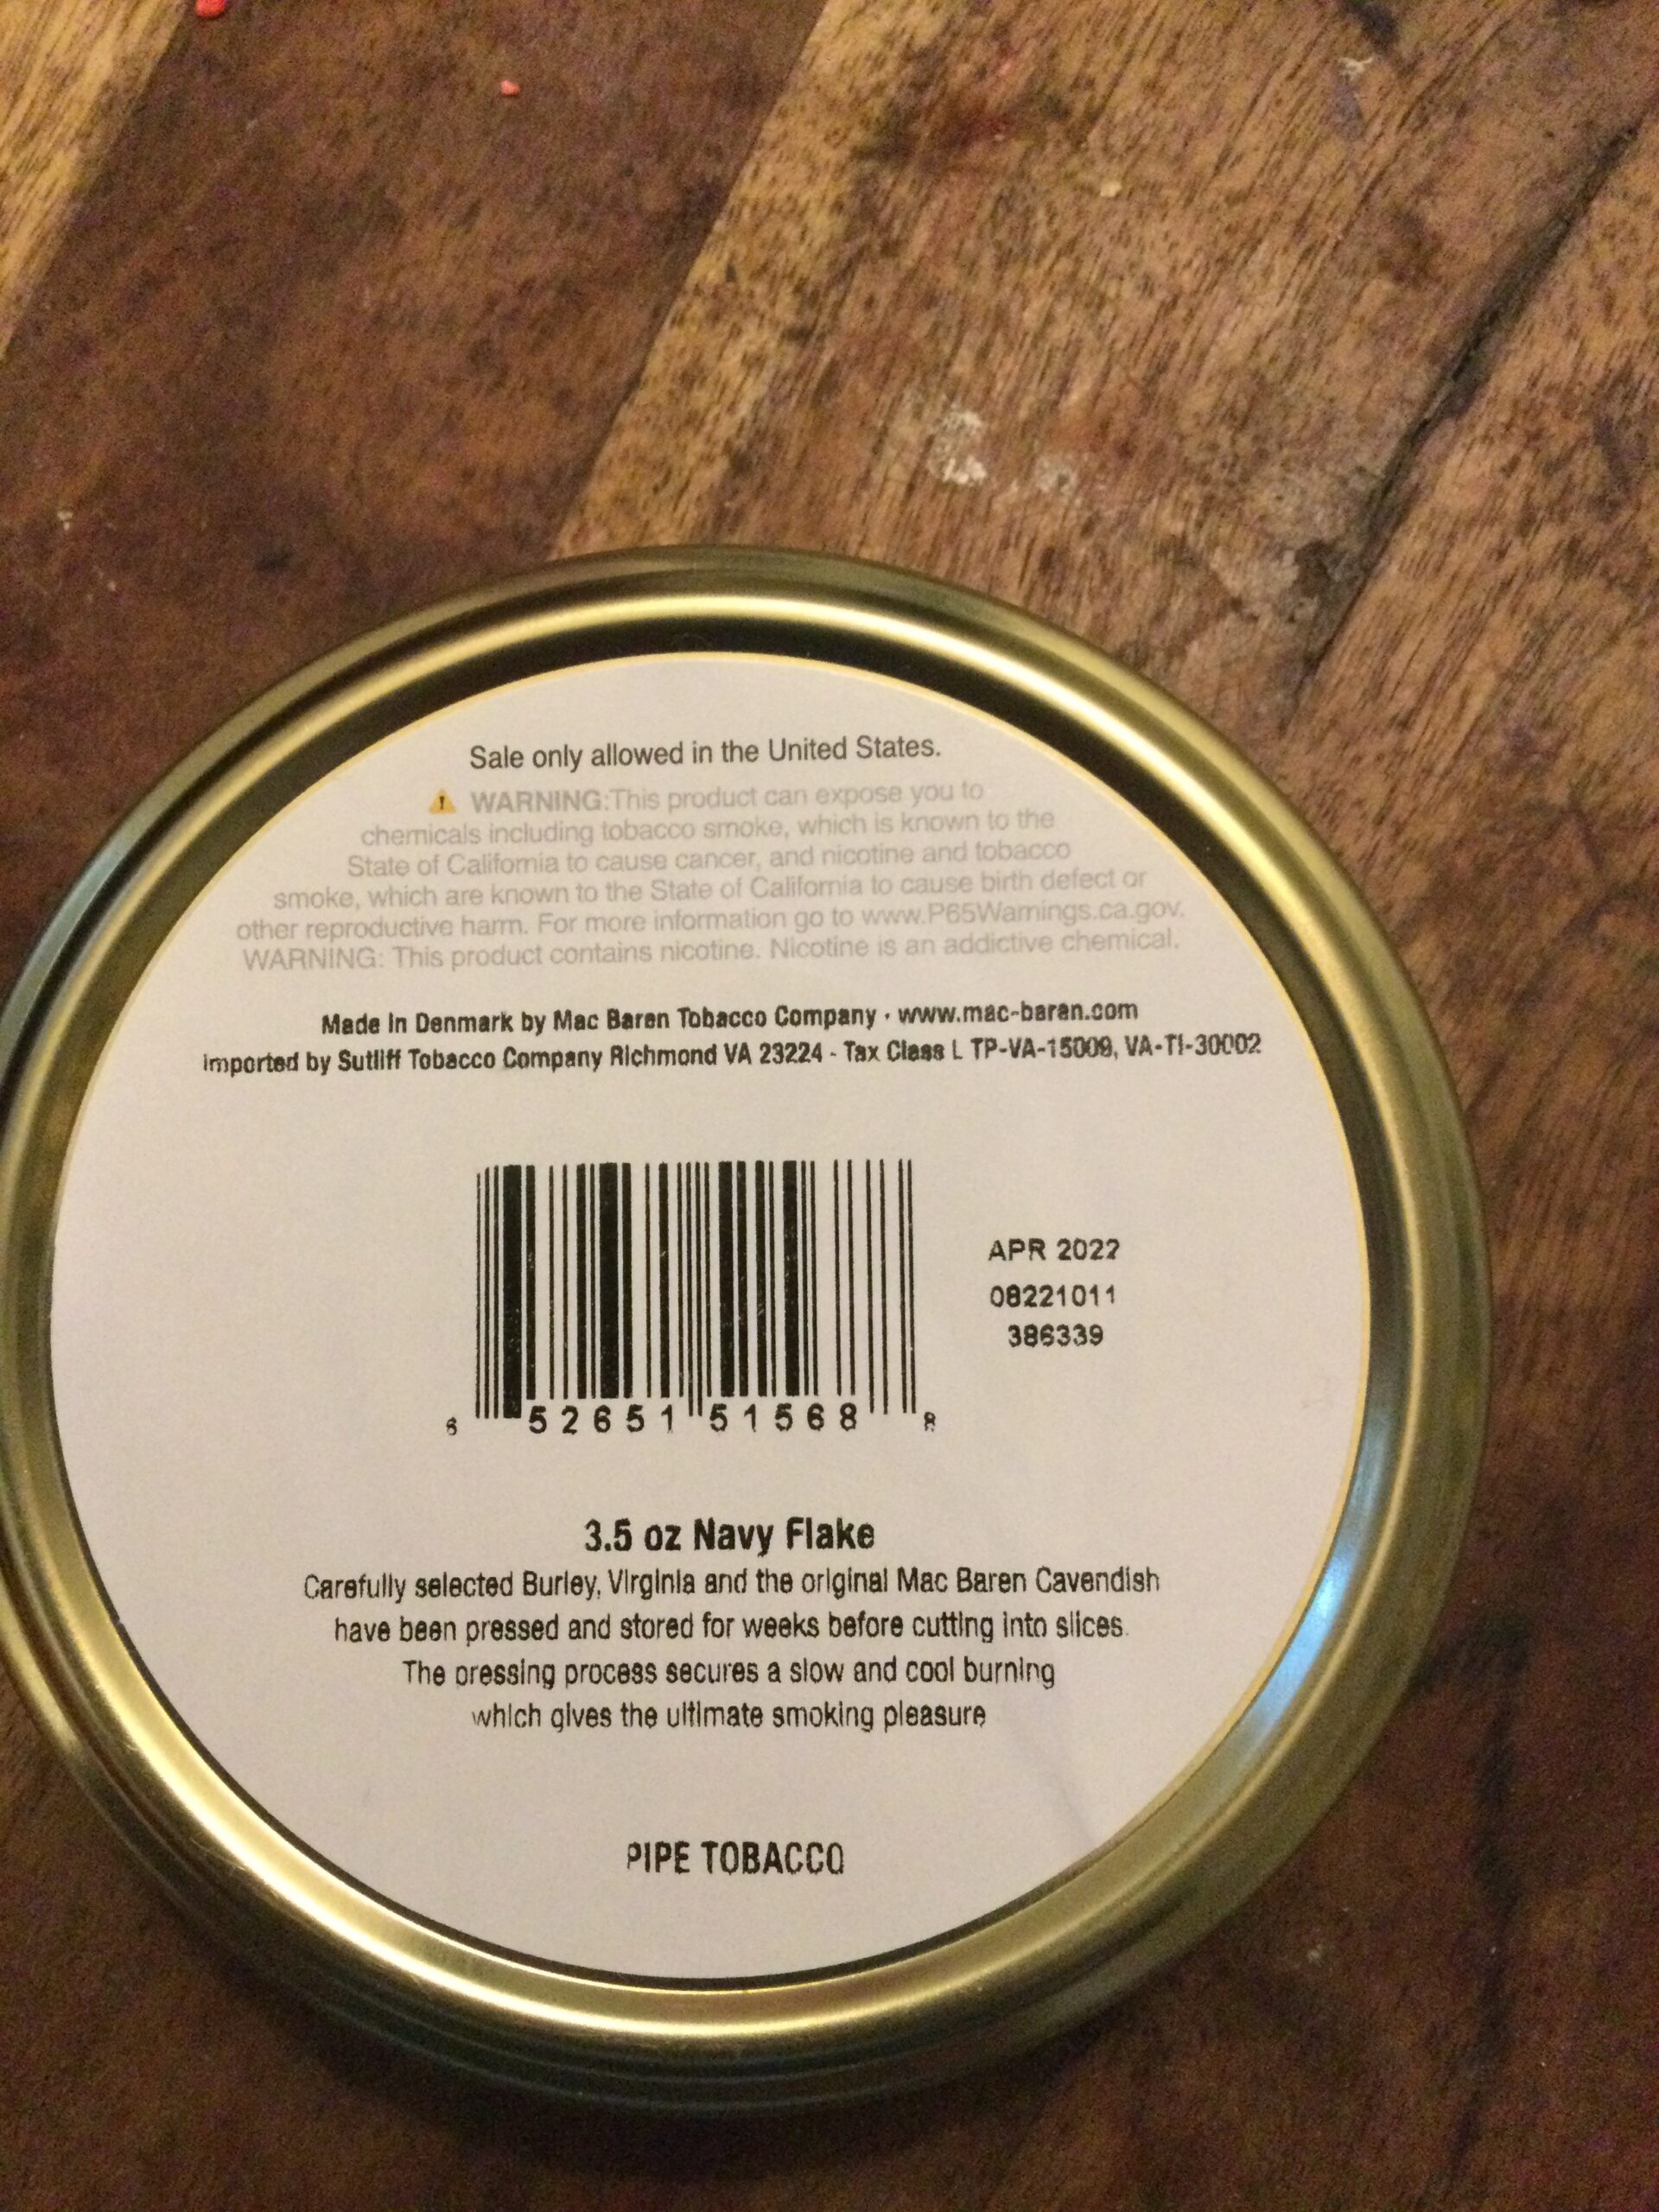 Sale only allowed in the United States.
WARNING:This product can expose you to
chemicals including tobacco smoke, which is known to the
State of California to cause cancer, and nicotine and tobacco
smoke, which are known to the State of California to cause birth defect or
other reproductive harm. For more information go to www.P65Warnings.ca.gov.
WARNING: This product contains nicotine. Nicotine is an addictive chemical.
Made in Denmark by Mac Baren Tobacco Company · www.mac-baren.com
Imported by Sutliff Tobacco Company Richmond VA 23224 - Tax Class L TP-VA-15009, VA-TI-30002
APR 2022
08221011
386339
6 52651 51568 8
3.5 oz Navy Flake
Carefully selected Burley, Virginia and the original Mac Baren Cavendish
have been pressed and stored for weeks before cutting into slices.
The pressing process secures a slow and cool burning
which gives the ultimate smoking pleasure
PIPE TOBACCO